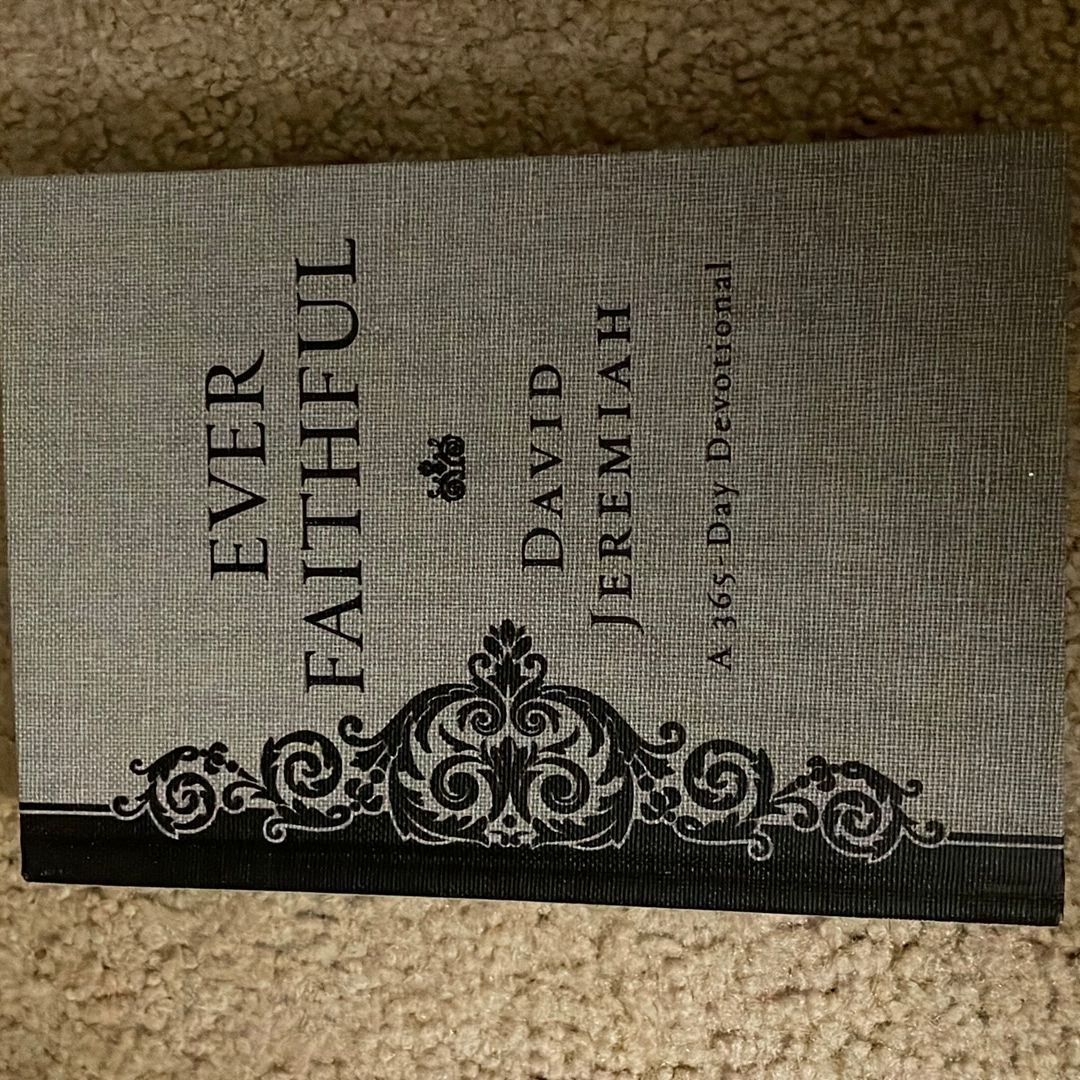 EVER
FAITHFUL
DAVID
JEREMIAH
A 365-Day Devotional